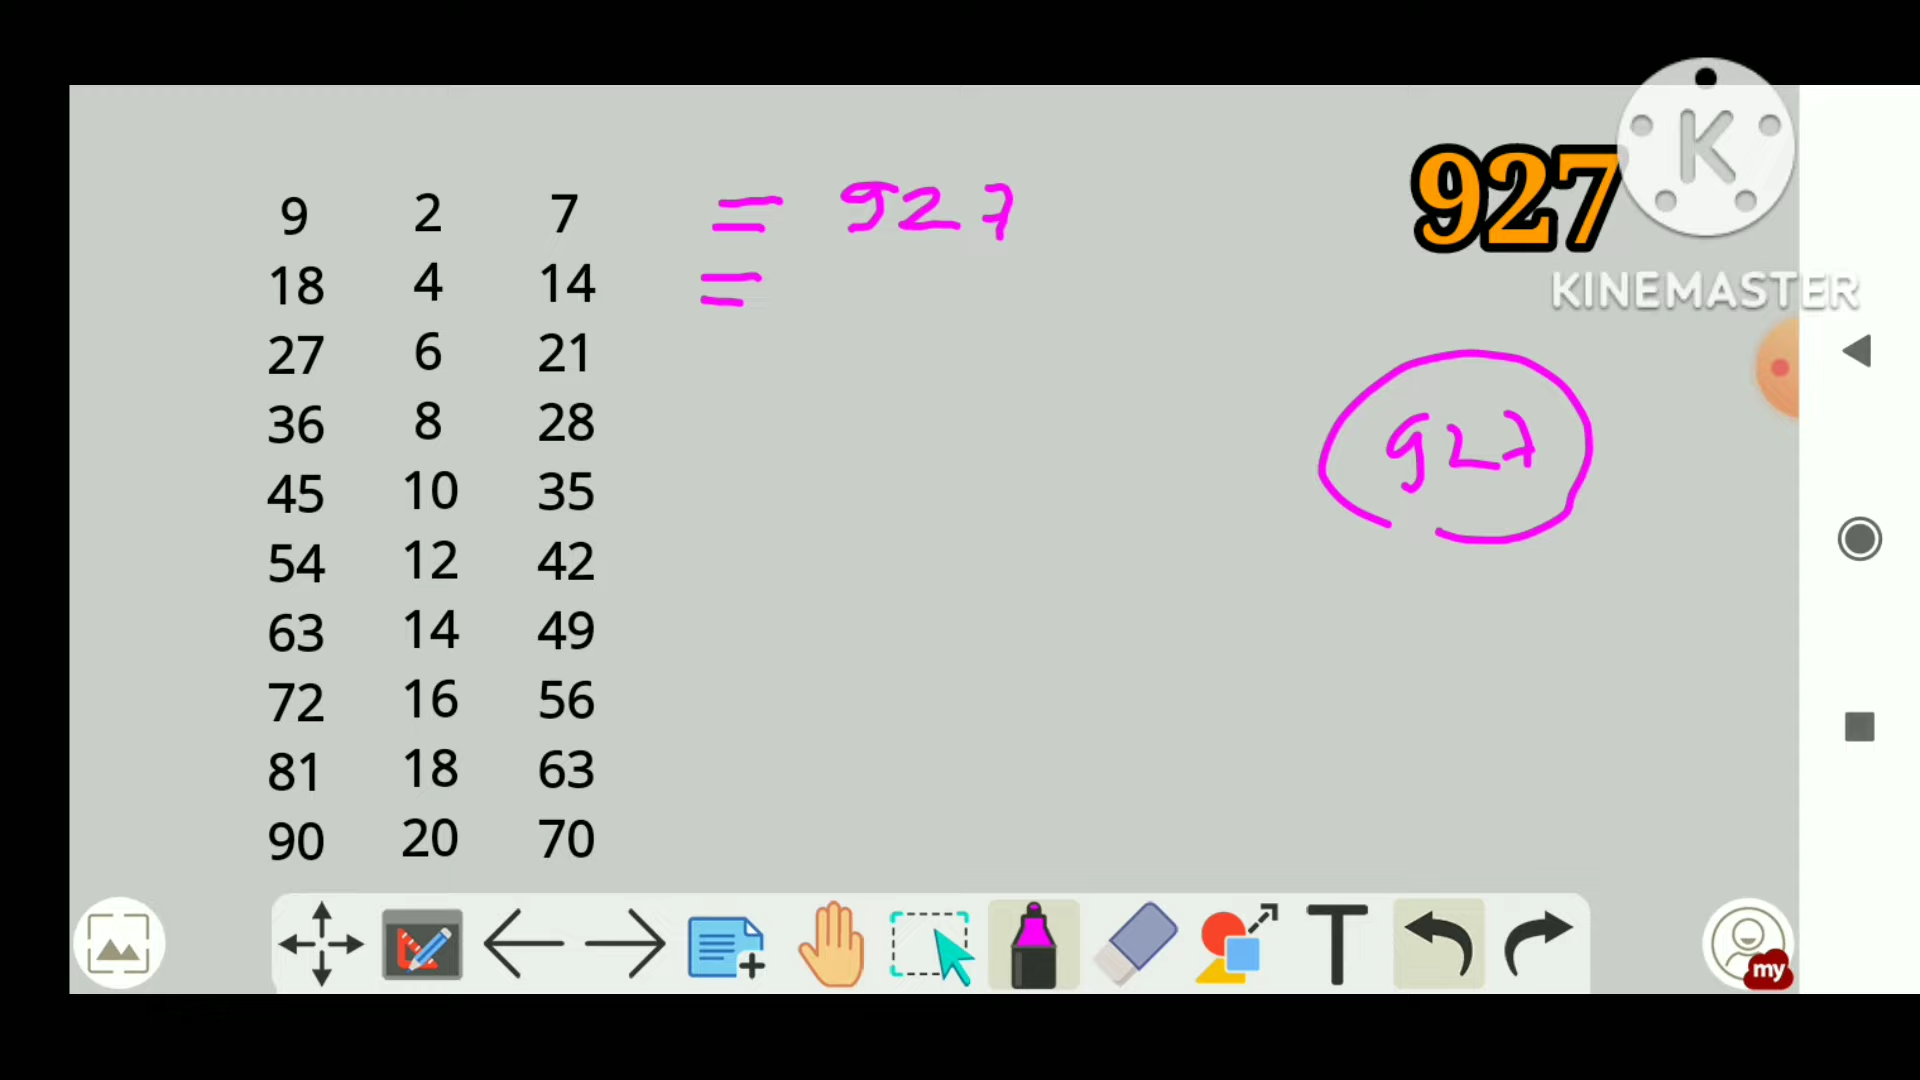 927
KINEMASTER
9 2 7 = 927
18 4 14 =
27 6 21
36 8 28
927
45 10 35
54 12 42
63 14 49
72 16 56
81 18 63
90 20 70
T
my